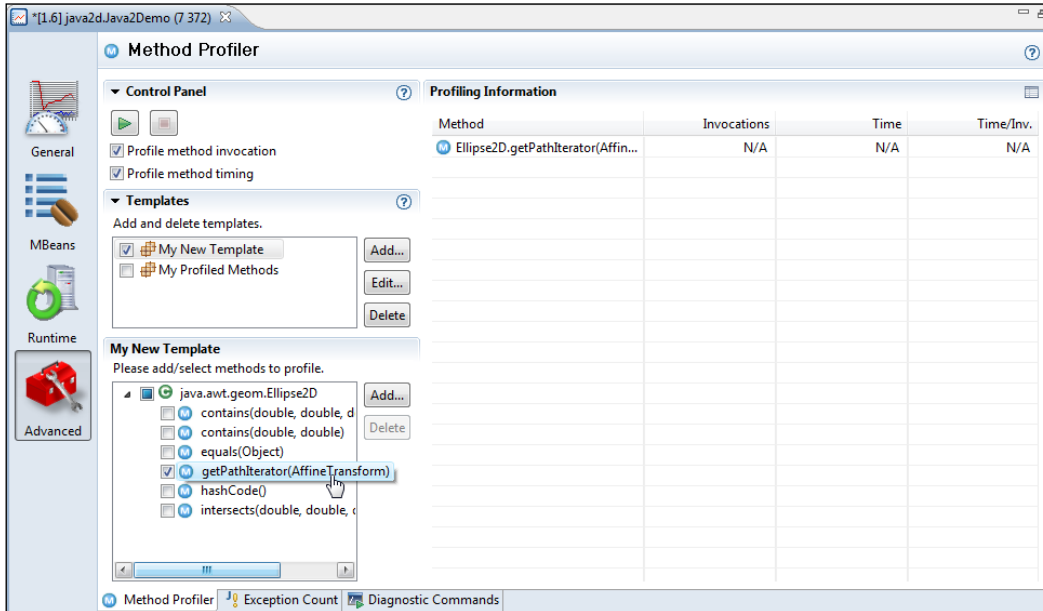 *[1.6] java2d.Java2Demo (7 372)
Method Profiler
General
MBeans
Runtime
Advanced
Control Panel
Profile method invocation
Profile method timing
Templates
Add and delete templates.
My New Template
My Profiled Methods
Add...
Edit...
Delete
My New Template
Please add/select methods to profile.
java.awt.geom.Ellipse2D
contains(double, double, d
contains(double, double)
equals(Object)
getPathIterator(AffineTransform)
hashCode()
intersects(double, double, d
Add...
Delete
Profiling Information
Method Invocations Time Time/Inv.
Ellipse2D.getPathIterator(Affin... N/A N/A N/A
Method Profiler Exception Count Diagnostic Commands